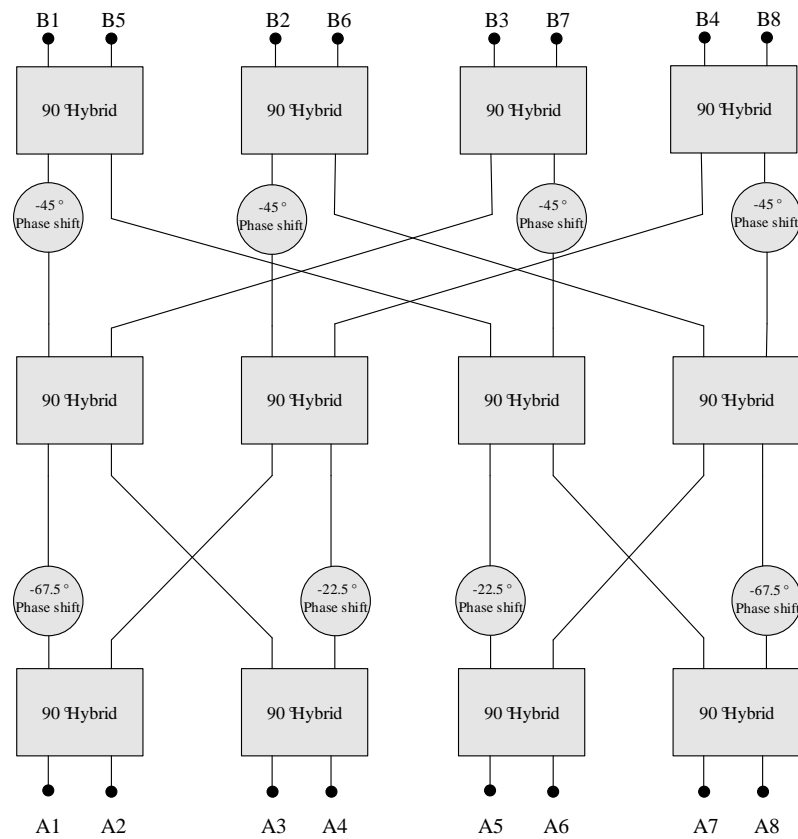 B1 B5 B2 B6 B3 B7 B4 B8
90 °Hybrid 90 °Hybrid 90 °Hybrid 90 °Hybrid
-45 ° -45 ° -45 ° -45 °
Phase shift Phase shift Phase shift Phase shift
90 °Hybrid 90 °Hybrid 90 °Hybrid 90 °Hybrid
-67.5 ° -22.5 ° -22.5 ° -67.5 °
Phase shift Phase shift Phase shift Phase shift
90 °Hybrid 90 °Hybrid 90 °Hybrid 90 °Hybrid
A1 A2 A3 A4 A5 A6 A7 A8